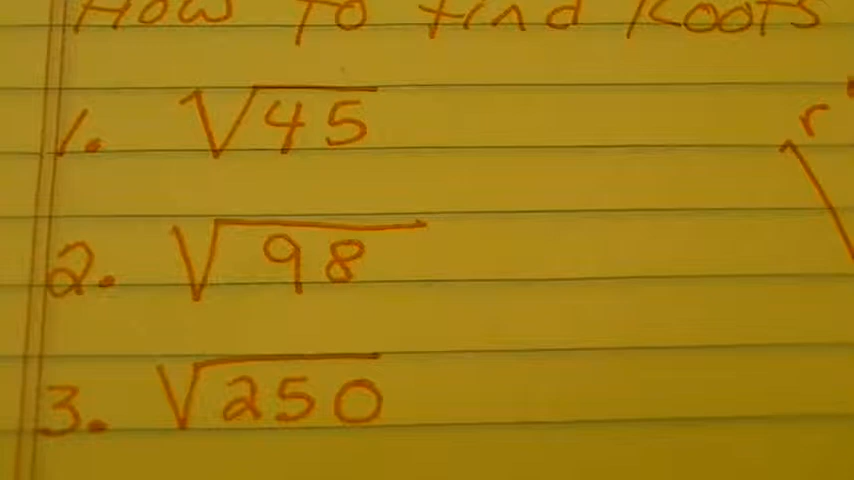 How to find Roots
1. √45
r
2. √98
3. √250